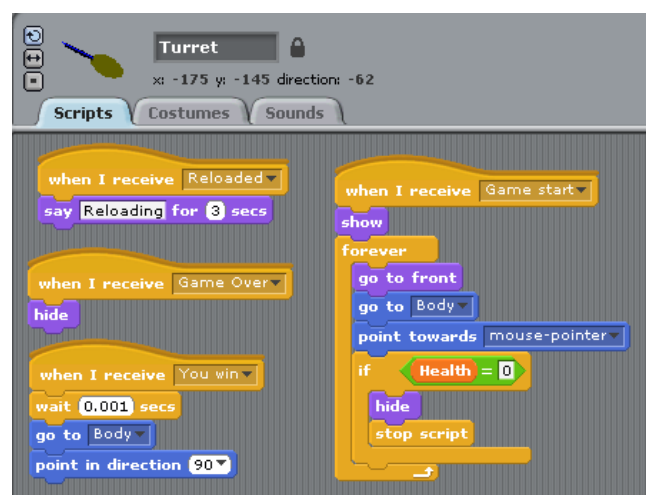 Turret
x: -175 y: -145 direction: -62
Scripts Costumes Sounds
when I receive Reloaded
say Reloading for 3 secs
when I receive Game Over
hide
when I receive You win
wait 0.001 secs
go to Body
point in direction 90
when I receive Game start
show
forever
go to front
go to Body
point towards mouse-pointer
if Health = 0
hide
stop script